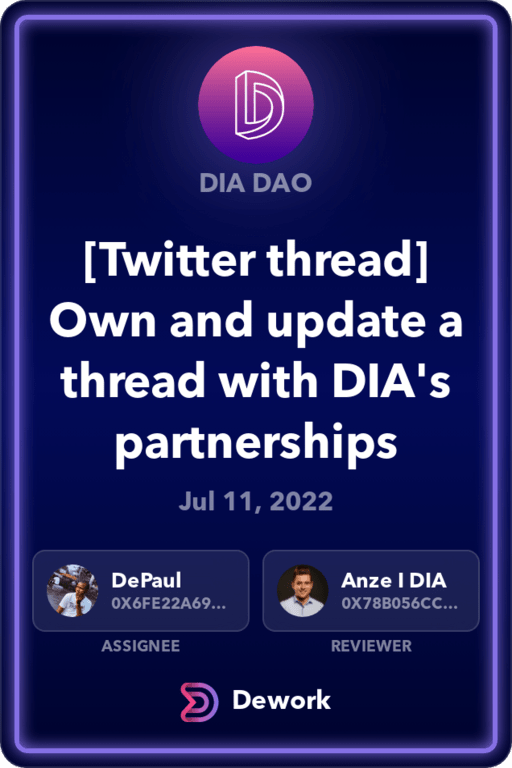 DIA DAO
[Twitter thread]
Own and update a
thread with DIA's
partnerships
Jul 11, 2022
DePaul
0X6FE22A69...
ASSIGNEE
Anze I DIA
0X78B056CC...
REVIEWER
Dework